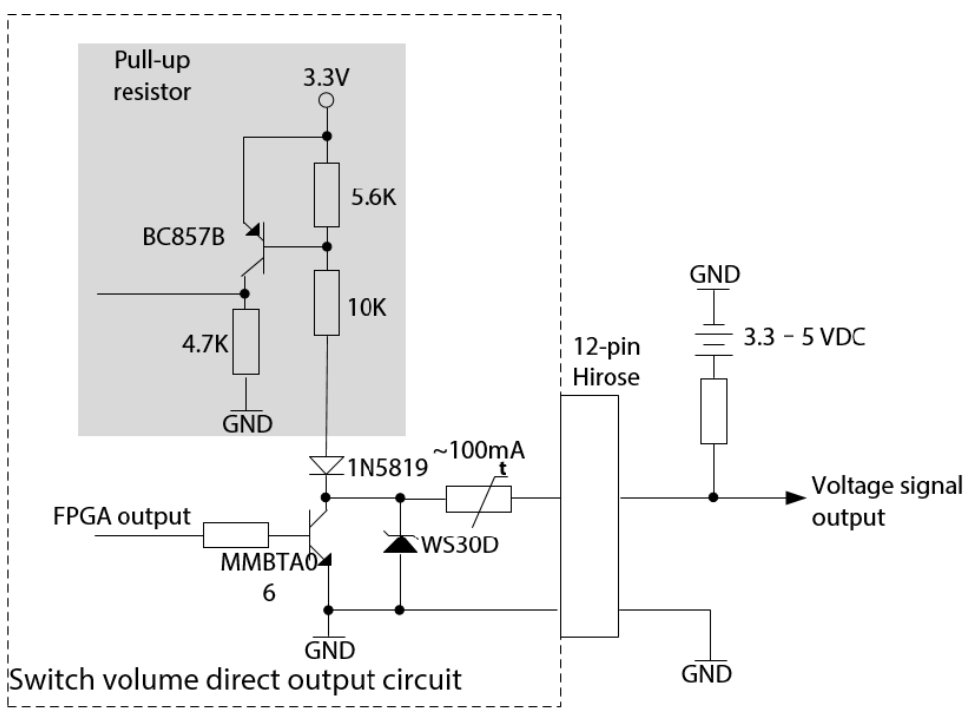 Pull-up
resistor
3.3V
5.6K
BC857B
10K
4.7K
GND
GND
3.3 - 5 VDC
12-pin
Hirose
1N5819
~100mA
t
Voltage signal
output
FPGA output
WS30D
MMBTA0
6
GND
GND
Switch volume direct output circuit